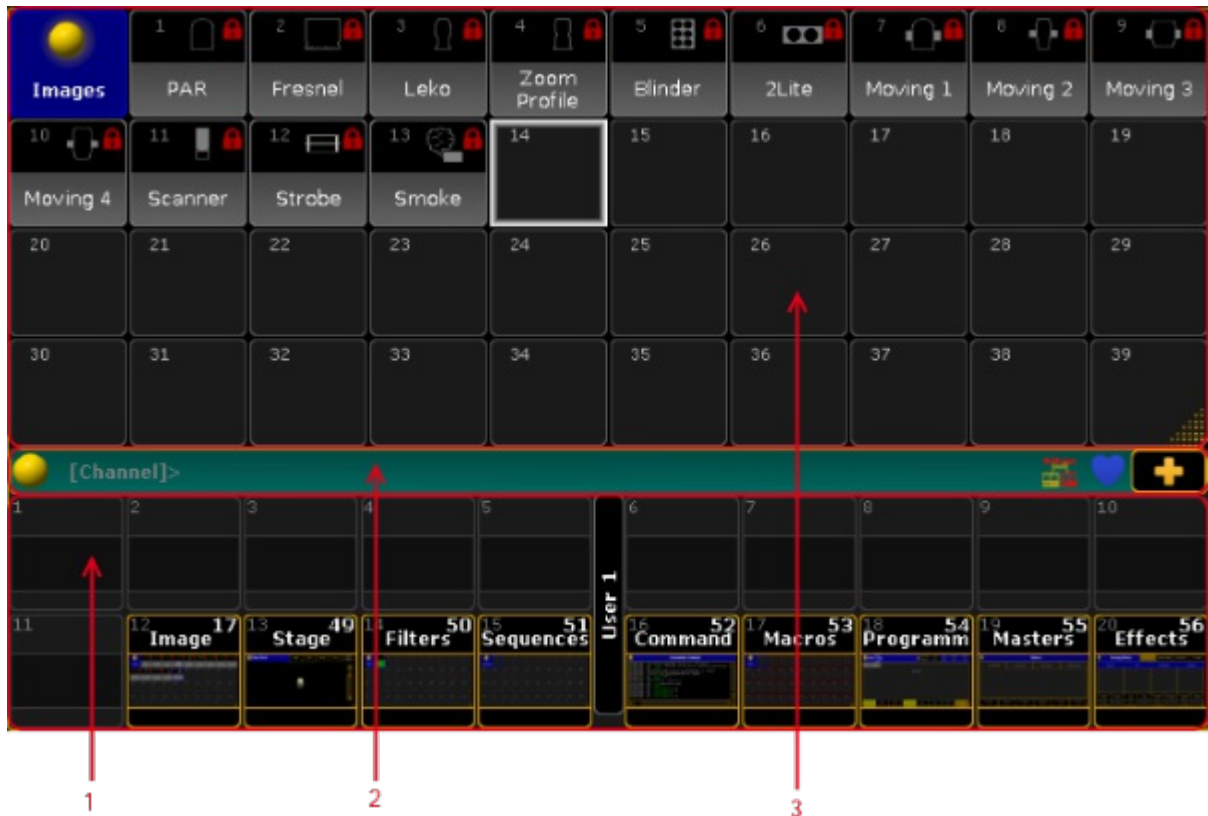 1 2 3 4 5 6 7 8 9
Images PAR Fresnel Leko Zoom Profile Blinder 2Lite Moving 1 Moving 2 Moving 3
10 11 12 13 14 15 16 17 18 19
Moving 4 Scanner Strobe Smoke
20 21 22 23 24 25 26 27 28 29
30 31 32 33 34 35 36 37 38 39
[Channel]>
1 2 3 4 5 6 7 8 9 10
User 1
11 12 17 13 49 14 50 15 51 16 52 17 53 18 54 19 55 20 56
Image Stage Filters Sequences Command Macros Programm Masters Effects
1 2 3